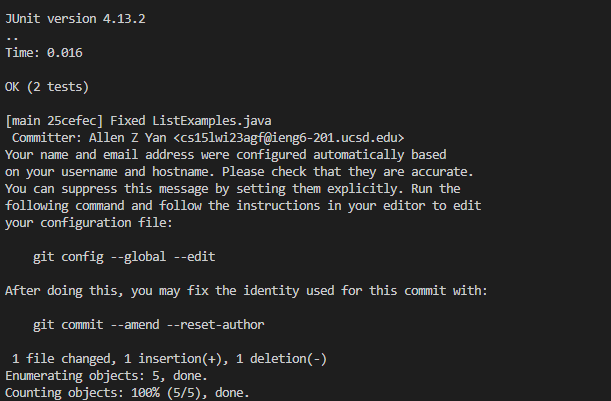 JUnit version 4.13.2
..
Time: 0.016
OK (2 tests)
[main 25cefec] Fixed ListExamples.java
Committer: Allen Z Yan <cs15lwi23agf@ieng6-201.ucsd.edu>
Your name and email address were configured automatically based
on your username and hostname. Please check that they are accurate.
You can suppress this message by setting them explicitly. Run the
following command and follow the instructions in your editor to edit
your configuration file:
git config --global --edit
After doing this, you may fix the identity used for this commit with:
git commit --amend --reset-author
1 file changed, 1 insertion(+), 1 deletion(-)
Enumerating objects: 5, done.
Counting objects: 100% (5/5), done.